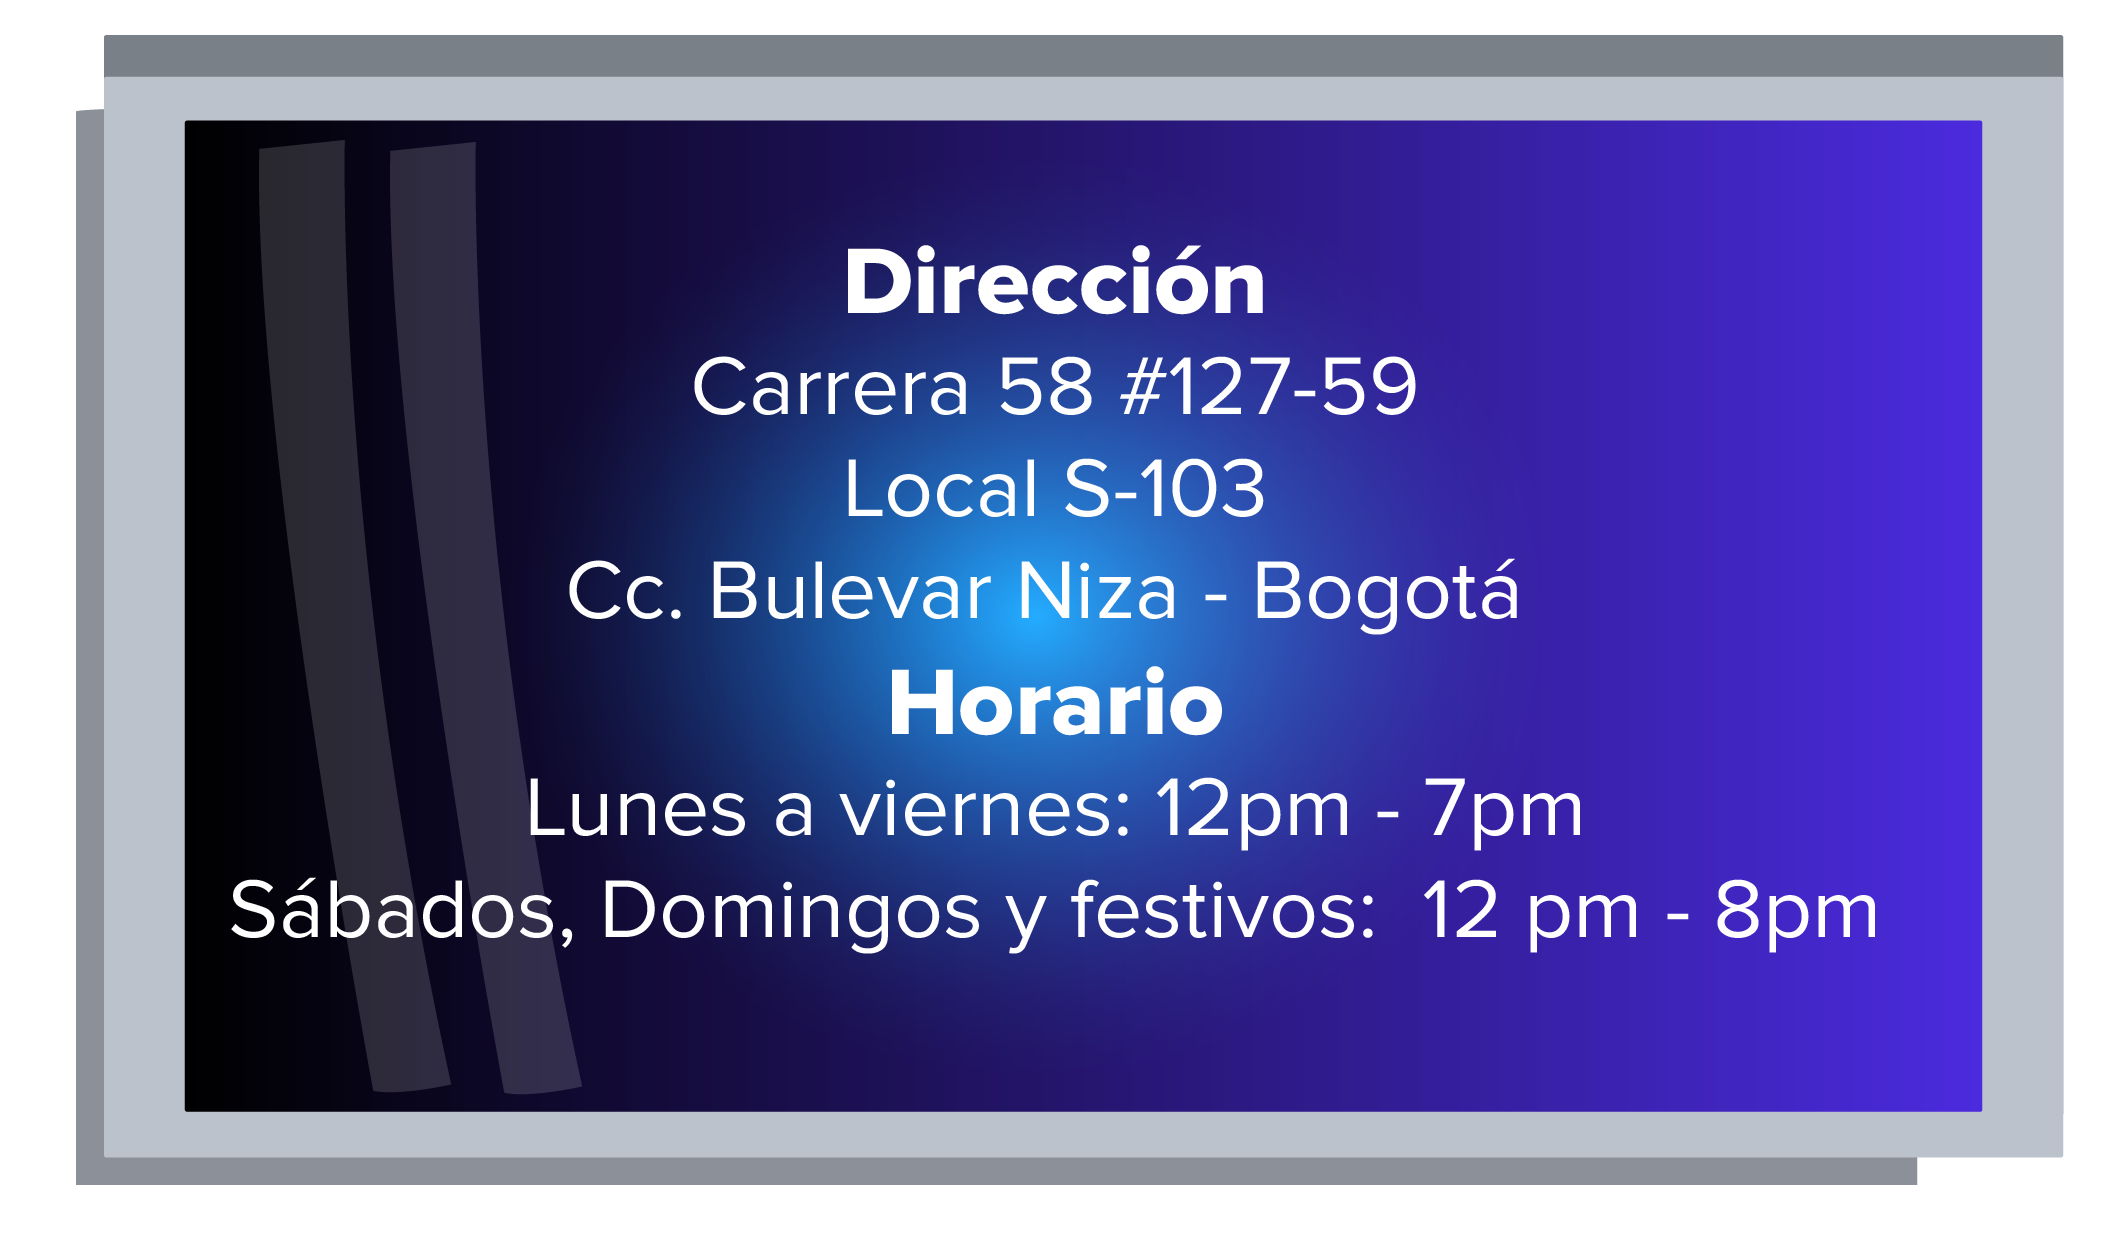 Dirección
Carrera 58 #127-59
Local S-103
Cc. Bulevar Niza - Bogotá
Horario
Lunes a viernes: 12pm - 7pm
Sábados, Domingos y festivos:  12 pm - 8pm